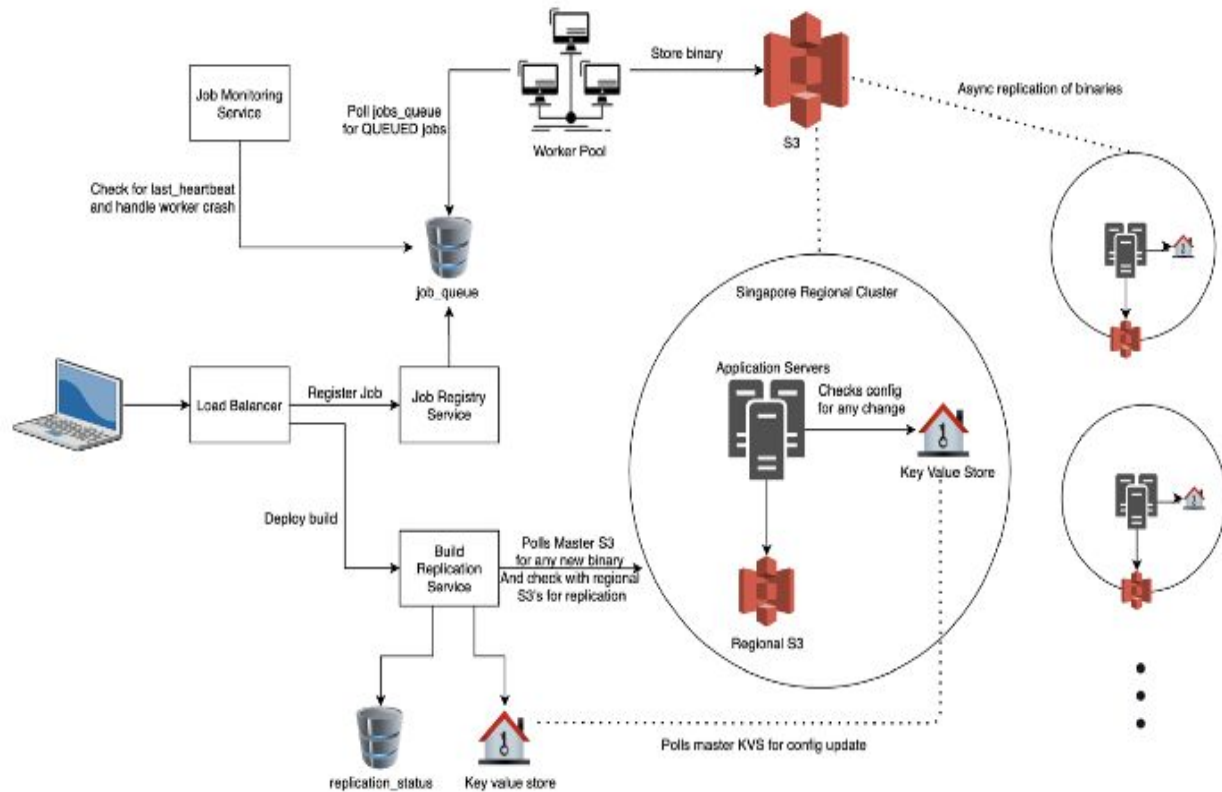 Store binary
Job Monitoring
Service
Poll jobs_queue
for QUEUED jobs
Async replication of binaries
Worker Pool
S3
Check for last_heartbeat
and handle worker crash
job_queue
Singapore Regional Cluster
Application Servers
Checks config
for any change
Load Balancer
Register Job
Job Registry
Service
Key Value Store
Deploy build
Build
Replication
Service
Polls Master S3
for any new binary
And check with regional
S3's for replication
Regional S3
Polls master KVS for config update
replication_status
Key value store